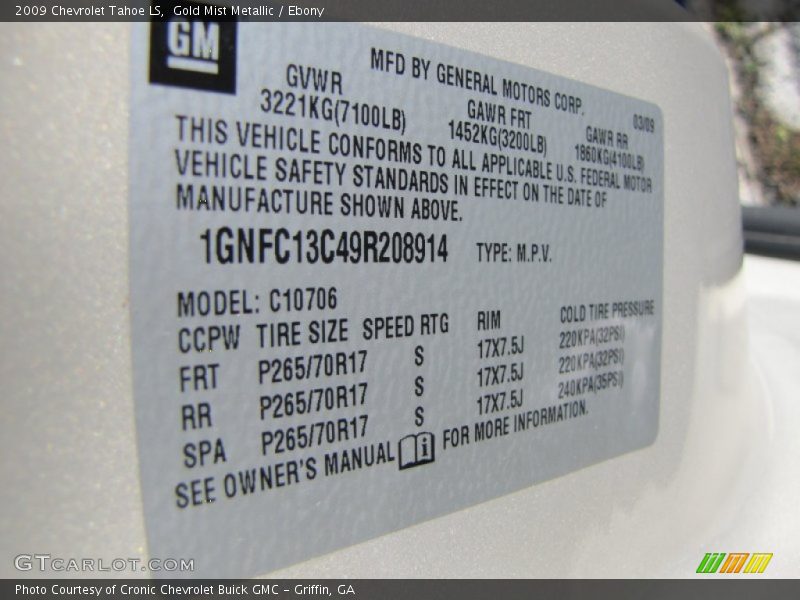 2009 Chevrolet Tahoe LS, Gold Mist Metallic / Ebony
GM
MFD BY GENERAL MOTORS CORP.
03/09
GVWR
GAWR FRT
GAWR RR
3221KG(7100LB)
1452KG(3200LB)
1860KG(4100LB)
THIS VEHICLE CONFORMS TO ALL APPLICABLE U.S. FEDERAL MOTOR
VEHICLE SAFETY STANDARDS IN EFFECT ON THE DATE OF
MANUFACTURE SHOWN ABOVE.
1GNFC13C49R208914 TYPE: M.P.V.
MODEL: C10706
CCPW TIRE SIZE SPEED RTG RIM COLD TIRE PRESSURE
FRT P265/70R17 S 17X7.5J 220KPA(32PSI)
RR P265/70R17 S 17X7.5J 220KPA(32PSI)
SPA P265/70R17 S 17X7.5J 240KPA(35PSI)
SEE OWNER'S MANUAL i FOR MORE INFORMATION.
GTcarlot.com
Photo Courtesy of Cronic Chevrolet Buick GMC - Griffin, GA